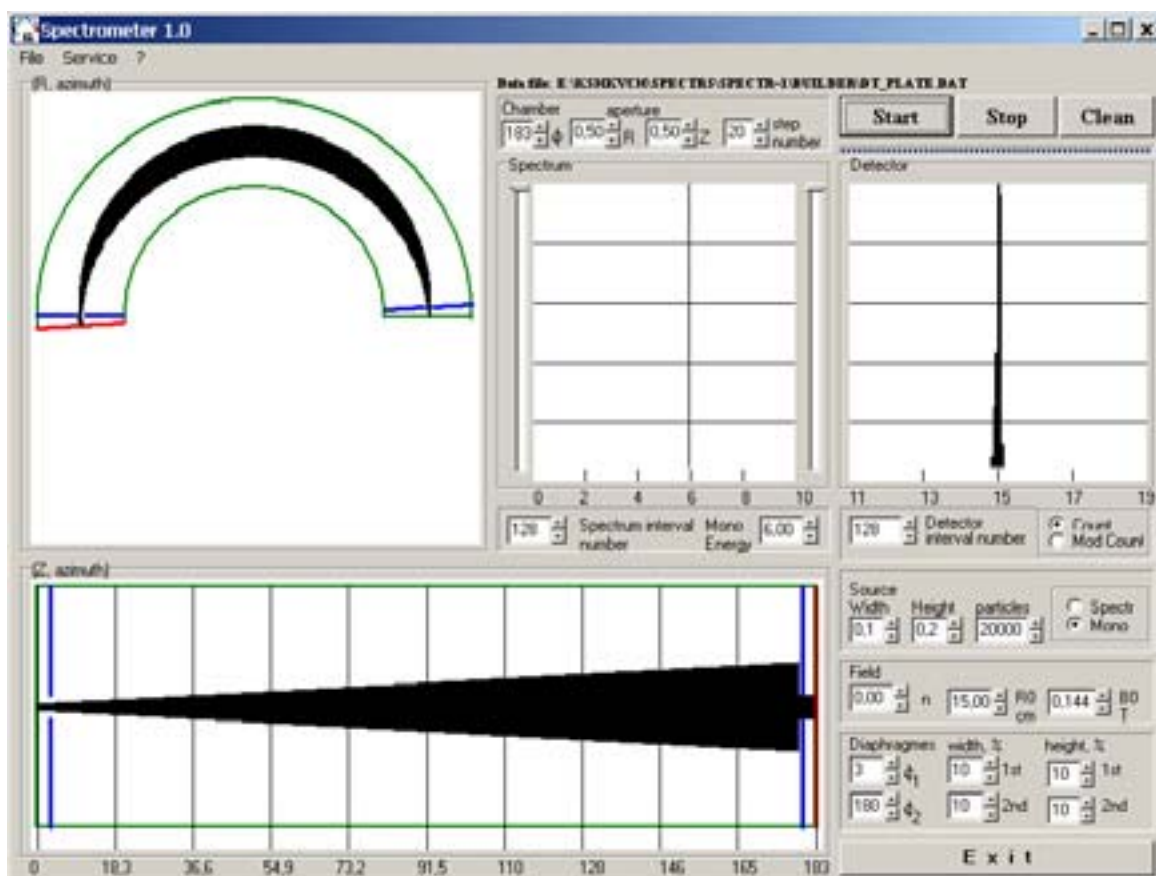 Spectrometer 1.0
File Service ?
(R, azimuth)
Chamber aperture
183 ϕ 0,50 R 0,50 Z 20 step number
Start Stop Clean
Spectrum
Detector
0 2 4 6 8 10
11 13 15 17 19
128 Spectrum interval number Mono Energy 6,00
128 Detector interval number
Count
Mod Count
(Z, azimuth)
0 18.3 36.6 54.9 73.2 91.5 110 128 146 165 183
Source
Width Height particles
0,1 0,2 20000
Spectr
Mono
Field
0,00 n 15,00 R0 cm 0,144 B0 T
Diaphragmes width, % height, %
3 ϕ1 10 1st 10 1st
180 ϕ2 10 2nd 10 2nd
Exit